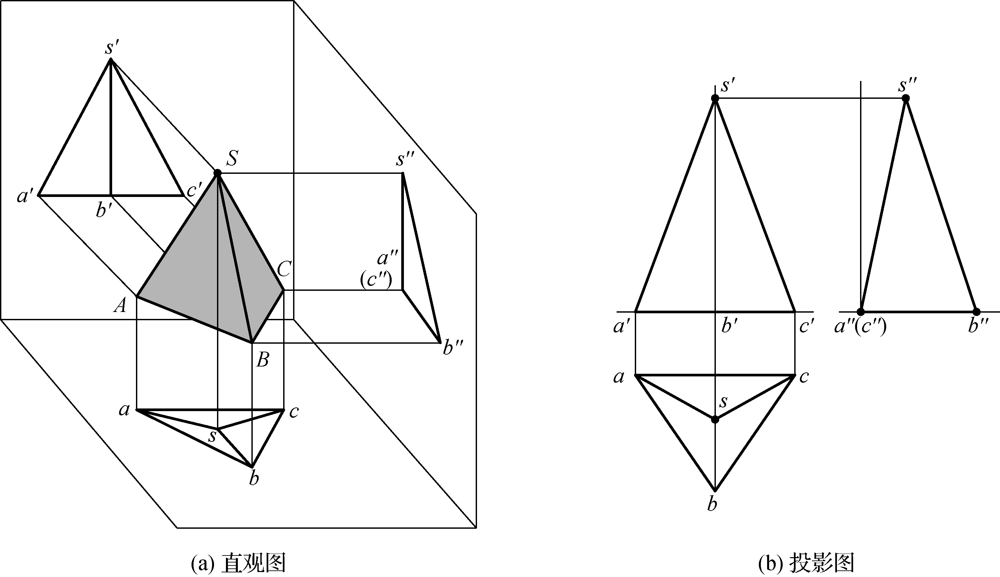 s′
S
s″
a′
b′
c′
a″
(c″)
C
A
B
b″
a
c
s
b
(a) 直观图
s′
s″
a′
b′
c′
a″(c″)
b″
a
c
s
b
(b) 投影图